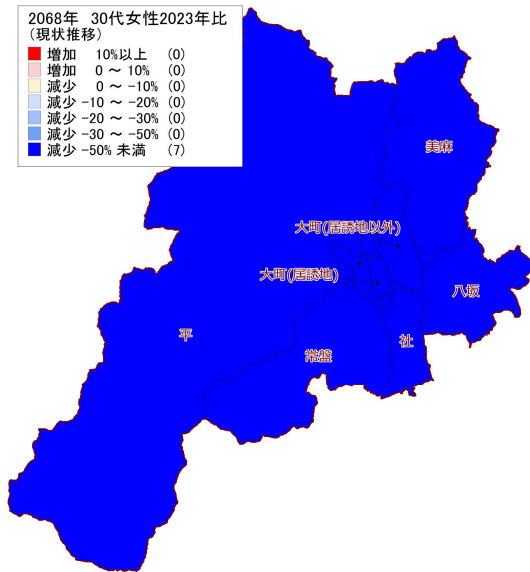 2068年 30代女性2023年比
(現状推移)
増加 10%以上 (0)
増加 0 ～ 10% (0)
減少 0 ～ -10% (0)
減少 -10 ～ -20% (0)
減少 -20 ～ -30% (0)
減少 -30 ～ -50% (0)
減少 -50% 未満 (7)
美麻
大町(居誘地以外)
大町(居誘地)
八坂
平
社
常盤